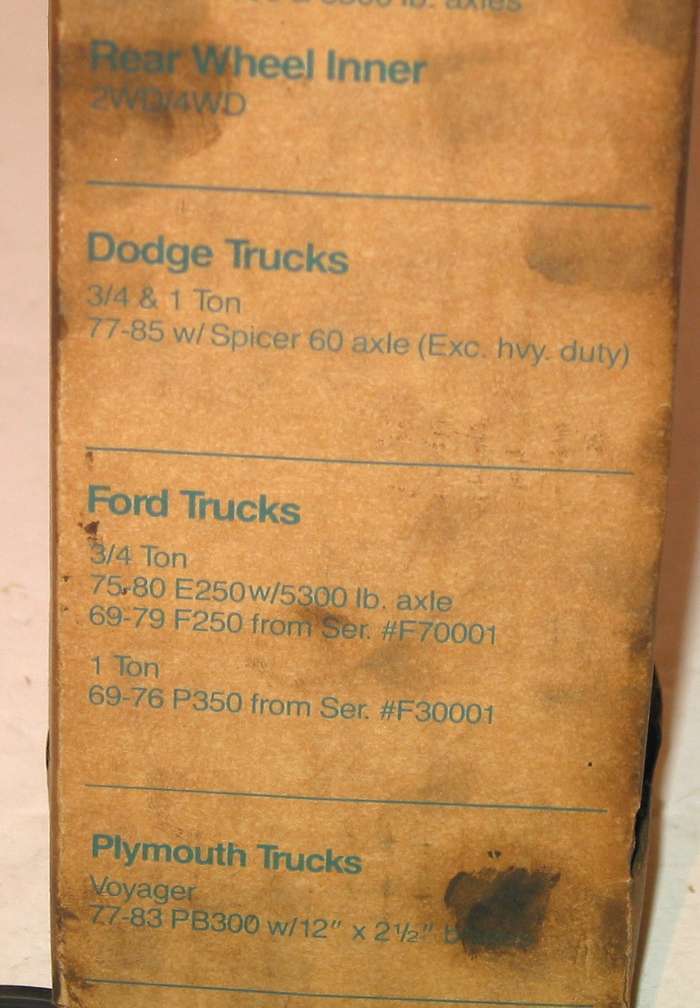 lb. axles
Rear Wheel Inner
2WD/4WD
Dodge Trucks
3/4 & 1 Ton
77-85 w/ Spicer 60 axle (Exc. hvy. duty)
Ford Trucks
3/4 Ton
75-80 E250 w/5300 lb. axle
69-79 F250 from Ser. #F70001
1 Ton
69-76 P350 from Ser. #F30001
Plymouth Trucks
Voyager
77-83 PB300 w/12" x 2½"